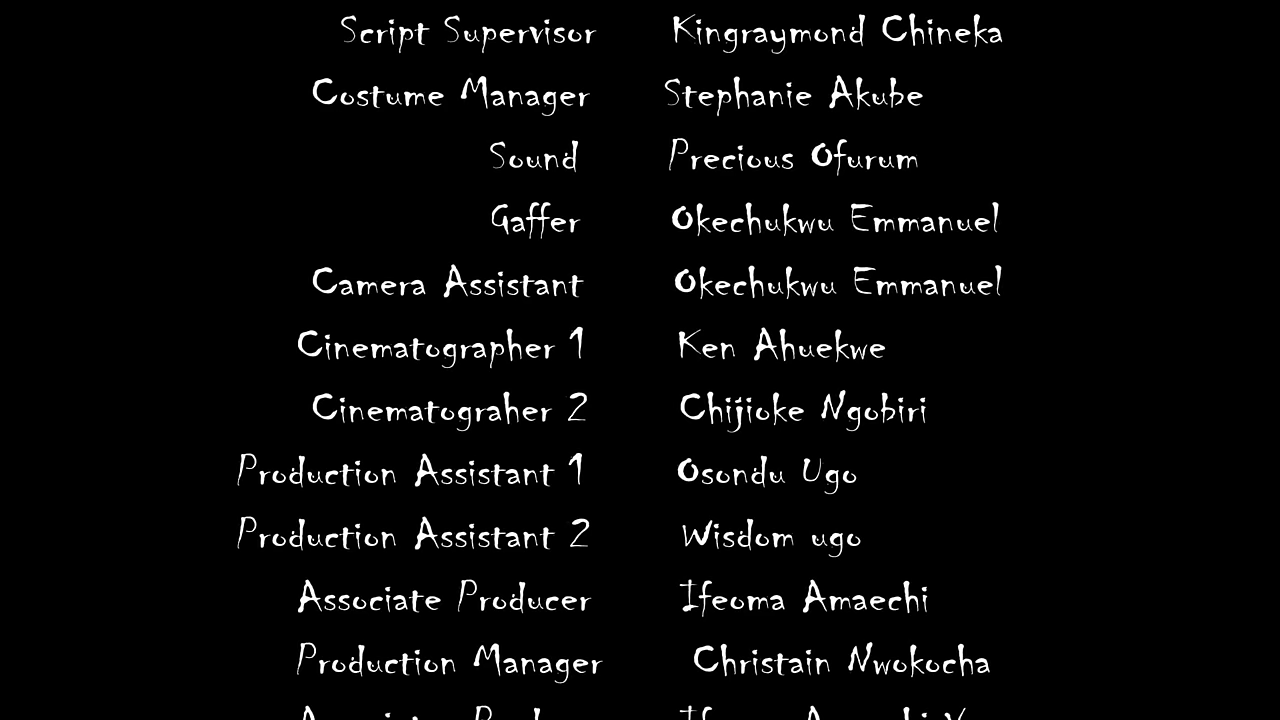 Script Supervisor Kingraymond Chineka
Costume Manager Stephanie Akube
Sound Precious Ofurum
Gaffer Okechukwu Emmanuel
Camera Assistant Okechukwu Emmanuel
Cinematographer 1 Ken Ahuekwe
Cinematograher 2 Chijioke Ngobiri
Production Assistant 1 Osondu Ugo
Production Assistant 2 Wisdom ugo
Associate Producer Ifeoma Amaechi
Production Manager Christain Nwokocha